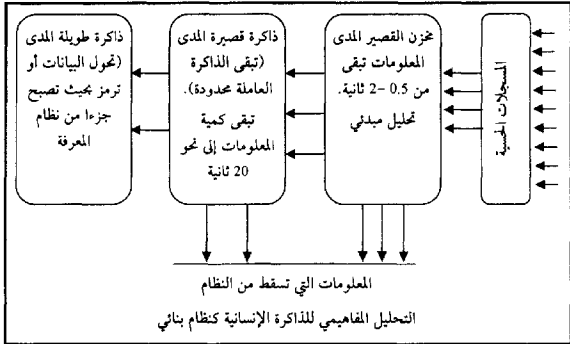 المسجلات الحسية
مخزن القصير المدى
المعلومات تبقى
من 0.5 –2 ثانية.
تحليل مبدئي
ذاكرة قصيرة المدى
(تبقى الذاكرة
العاملة محدودة).
تبقى كمية
المعلومات إلى نحو
20 ثانية
ذاكرة طويلة المدى
(تحول البيانات أو
ترمز بحيث تصبح
جزءا من نظام
المعرفة
المعلومات التي تسقط من النظام
التحليل المفاهيمي للذاكرة الإنسانية كنظام بنائي